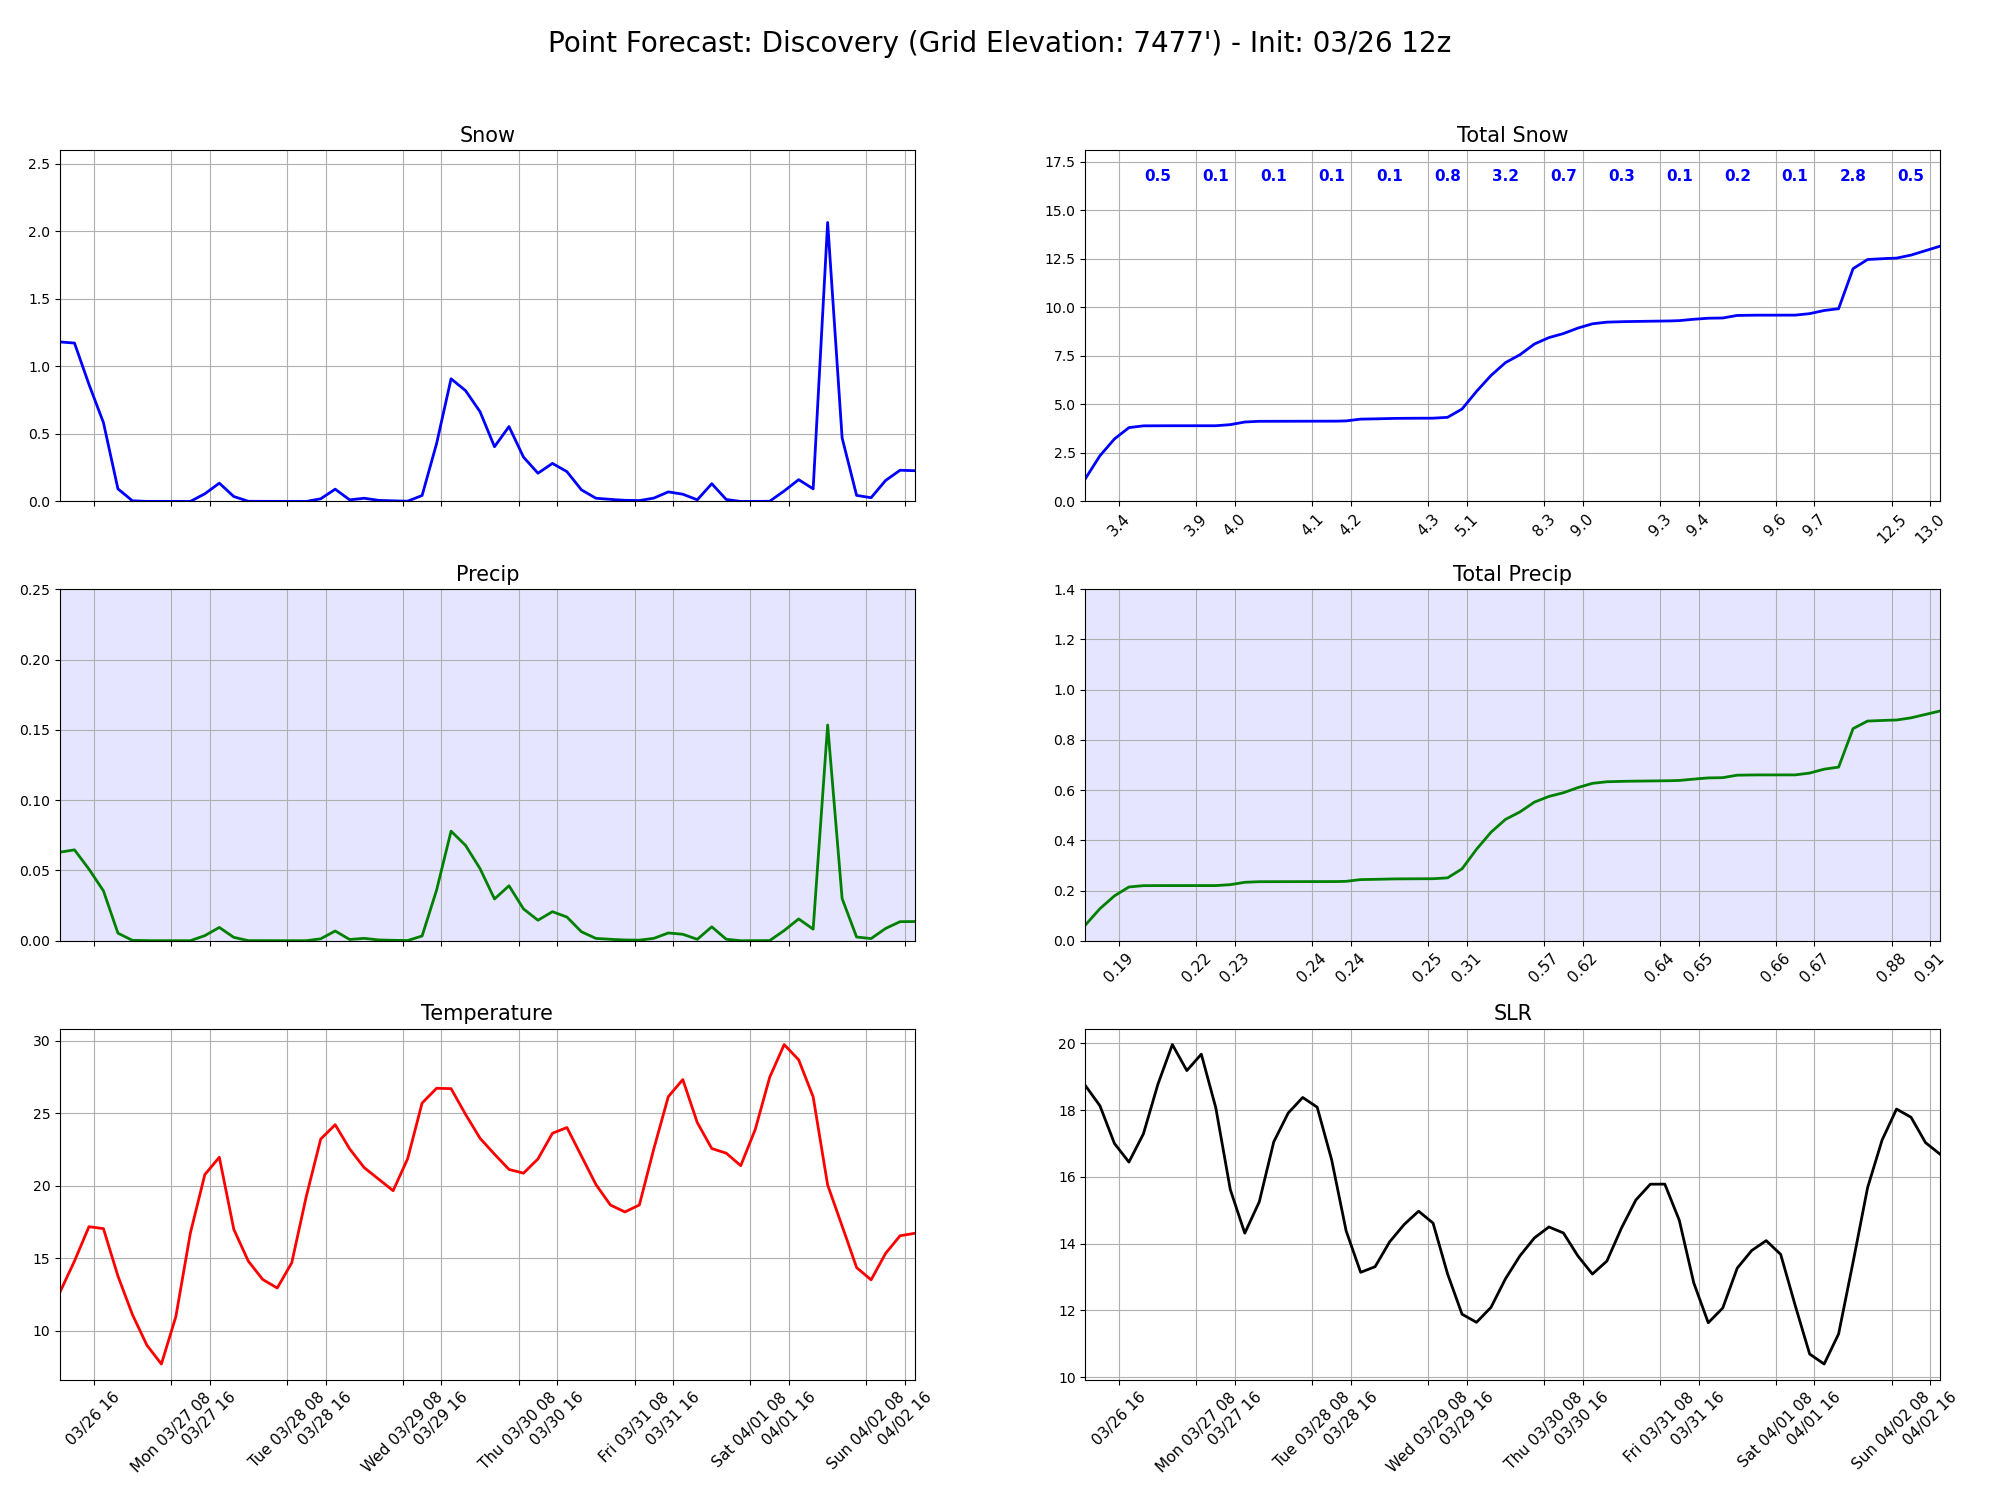 Point Forecast: Discovery (Grid Elevation: 7477') - Init: 03/26 12z
Snow
2.5
2.0
1.5
1.0
0.5
0.0
Total Snow
17.5
15.0
12.5
10.0
7.5
5.0
2.5
0.0
0.5 0.1 0.1 0.1 0.1 0.8 3.2 0.7 0.3 0.1 0.2 0.1 2.8 0.5
3.4 3.9 4.0 4.1 4.2 4.3 5.1 8.3 9.0 9.3 9.4 9.6 9.7 12.5 13.0
Precip
0.25
0.20
0.15
0.10
0.05
0.00
Total Precip
1.4
1.2
1.0
0.8
0.6
0.4
0.2
0.0
0.19 0.22 0.23 0.24 0.24 0.25 0.31 0.57 0.62 0.64 0.65 0.66 0.67 0.88 0.91
Temperature
30
25
20
15
10
03/26 16
Mon 03/27 08
03/27 16
Tue 03/28 08
03/28 16
Wed 03/29 08
03/29 16
Thu 03/30 08
03/30 16
Fri 03/31 08
03/31 16
Sat 04/01 08
04/01 16
Sun 04/02 08
04/02 16
SLR
20
18
16
14
12
10
03/26 16
Mon 03/27 08
03/27 16
Tue 03/28 08
03/28 16
Wed 03/29 08
03/29 16
Thu 03/30 08
03/30 16
Fri 03/31 08
03/31 16
Sat 04/01 08
04/01 16
Sun 04/02 08
04/02 16